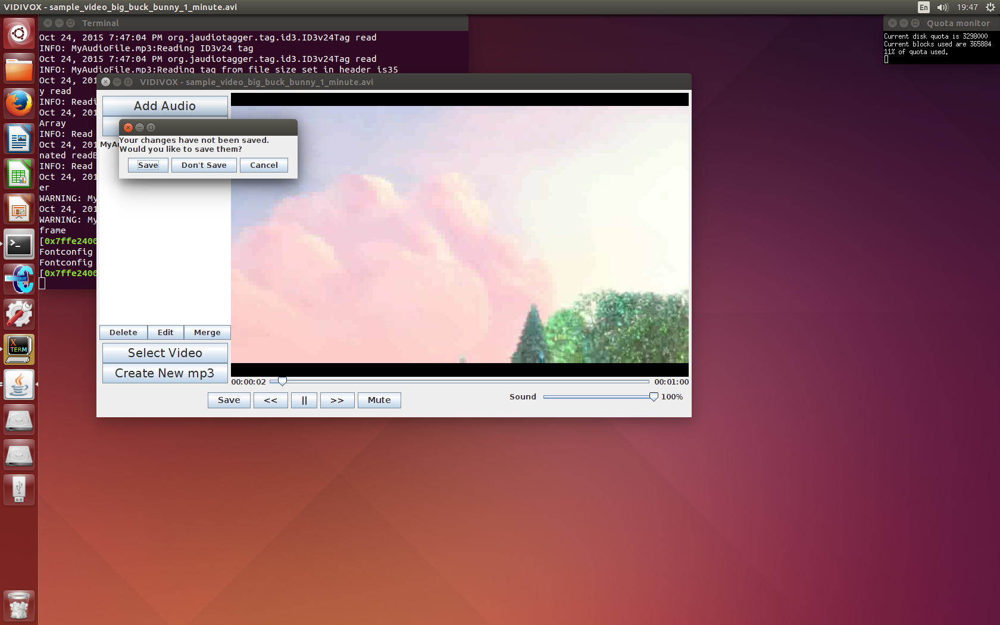 VIDIVOX - sample_video_big_buck_bunny_1_minute.avi
En
19:47
Terminal
Oct 24, 2015 7:47:04 PM org.jaudiotagger.tag.id3.ID3v24Tag read
INFO: MyAudioFile.mp3:Reading ID3v24 tag
Oct 24, 2015 7:47:04 PM org.jaudiotagger.tag.id3.ID3v24Tag read
INFO: MyAudioFile.mp3:Reading tag from file size set in header is35
Oct 24, 201
y read
INFO: Readi
Oct 24, 201
Array
INFO: Read
Oct 24, 201
nated readB
INFO: Read
Oct 24, 201
er
WARNING: My
Oct 24, 201
WARNING: My
frame
[0x7ffe2400
Fontconfig
Fontconfig
[0x7ffe2400
Quota monitor
Current disk quota is 3298000
Current blocks used are 365884
11% of quota used.
VIDIVOX - sample_video_big_buck_bunny_1_minute.avi
Add Audio
MyAu
Your changes have not been saved.
Would you like to save them?
Save Don't Save Cancel
Delete Edit Merge
Select Video
Create New mp3
00:00:02 00:01:00
Save << || >> Mute
Sound 100%
X
TERM